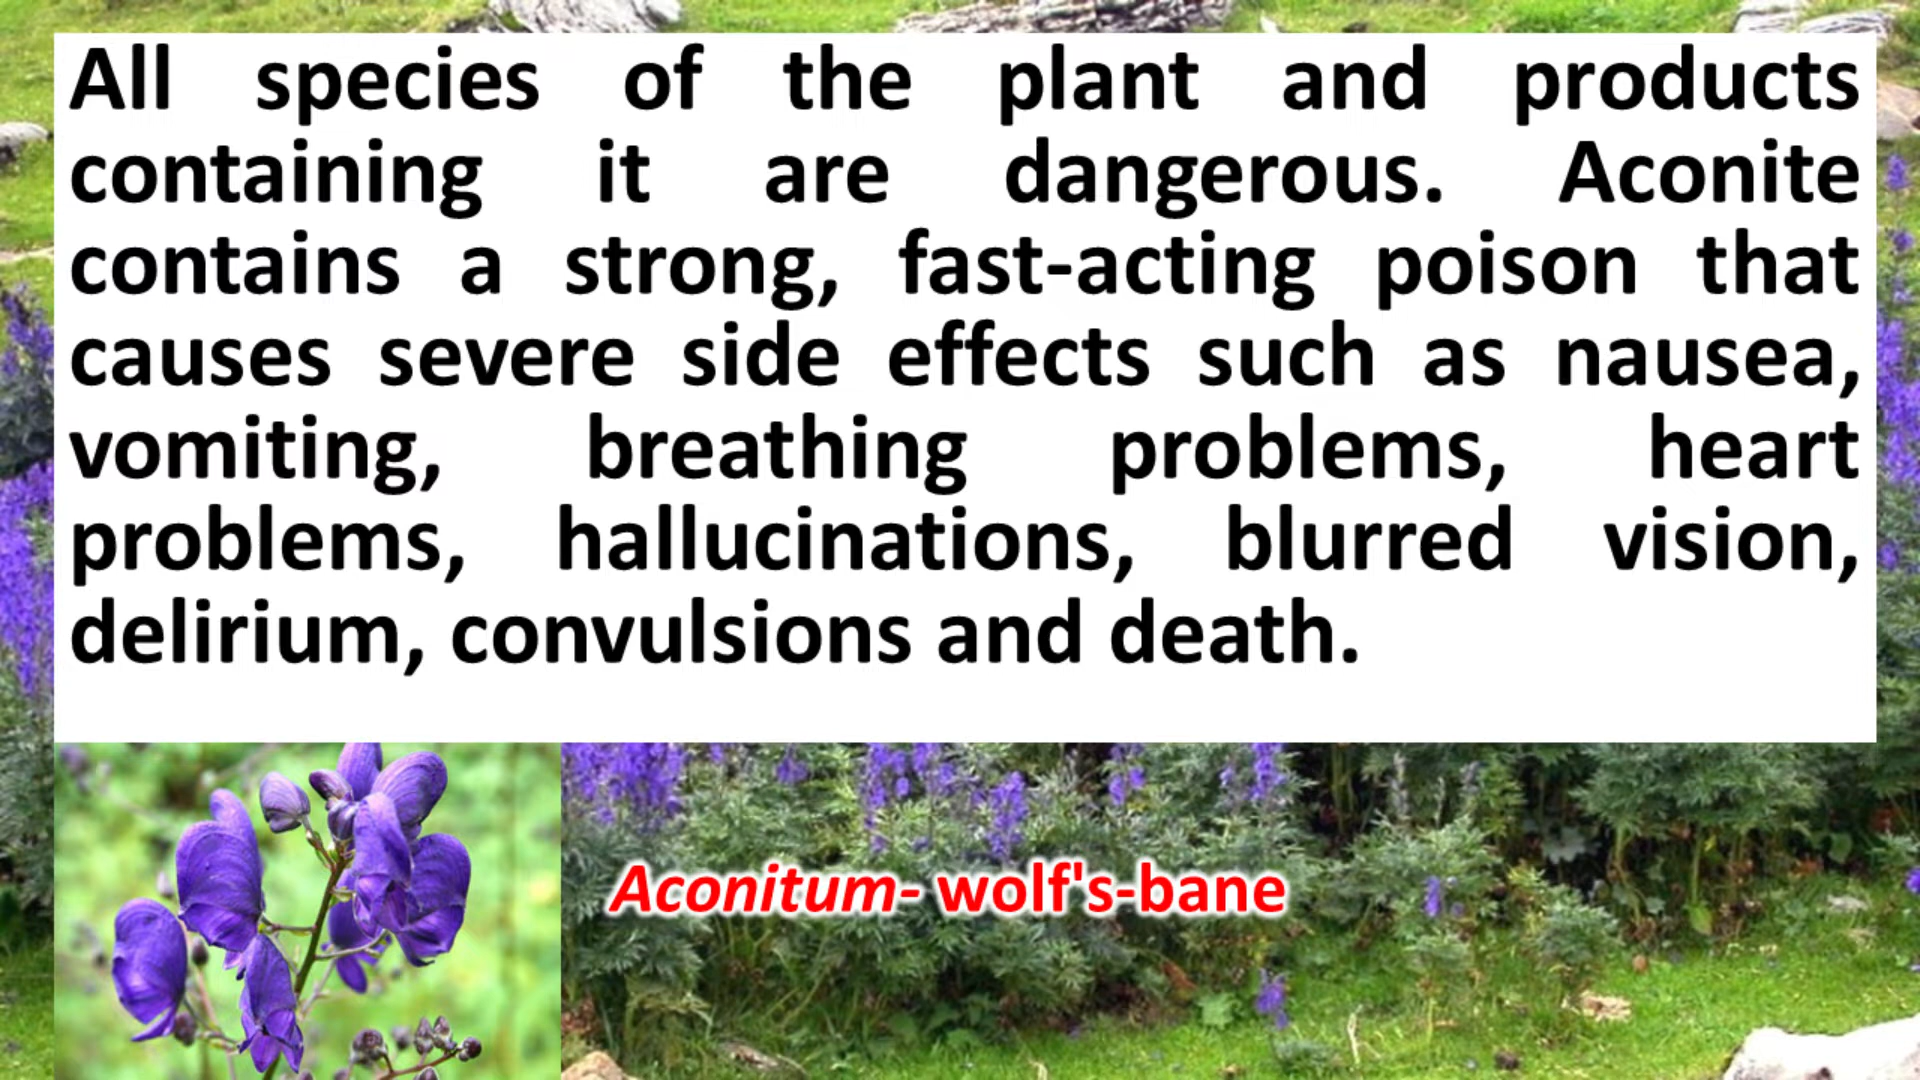 All species of the plant and products
containing it are dangerous. Aconite
contains a strong, fast-acting poison that
causes severe side effects such as nausea,
vomiting, breathing problems, heart
problems, hallucinations, blurred vision,
delirium, convulsions and death.
Aconitum- wolf's-bane